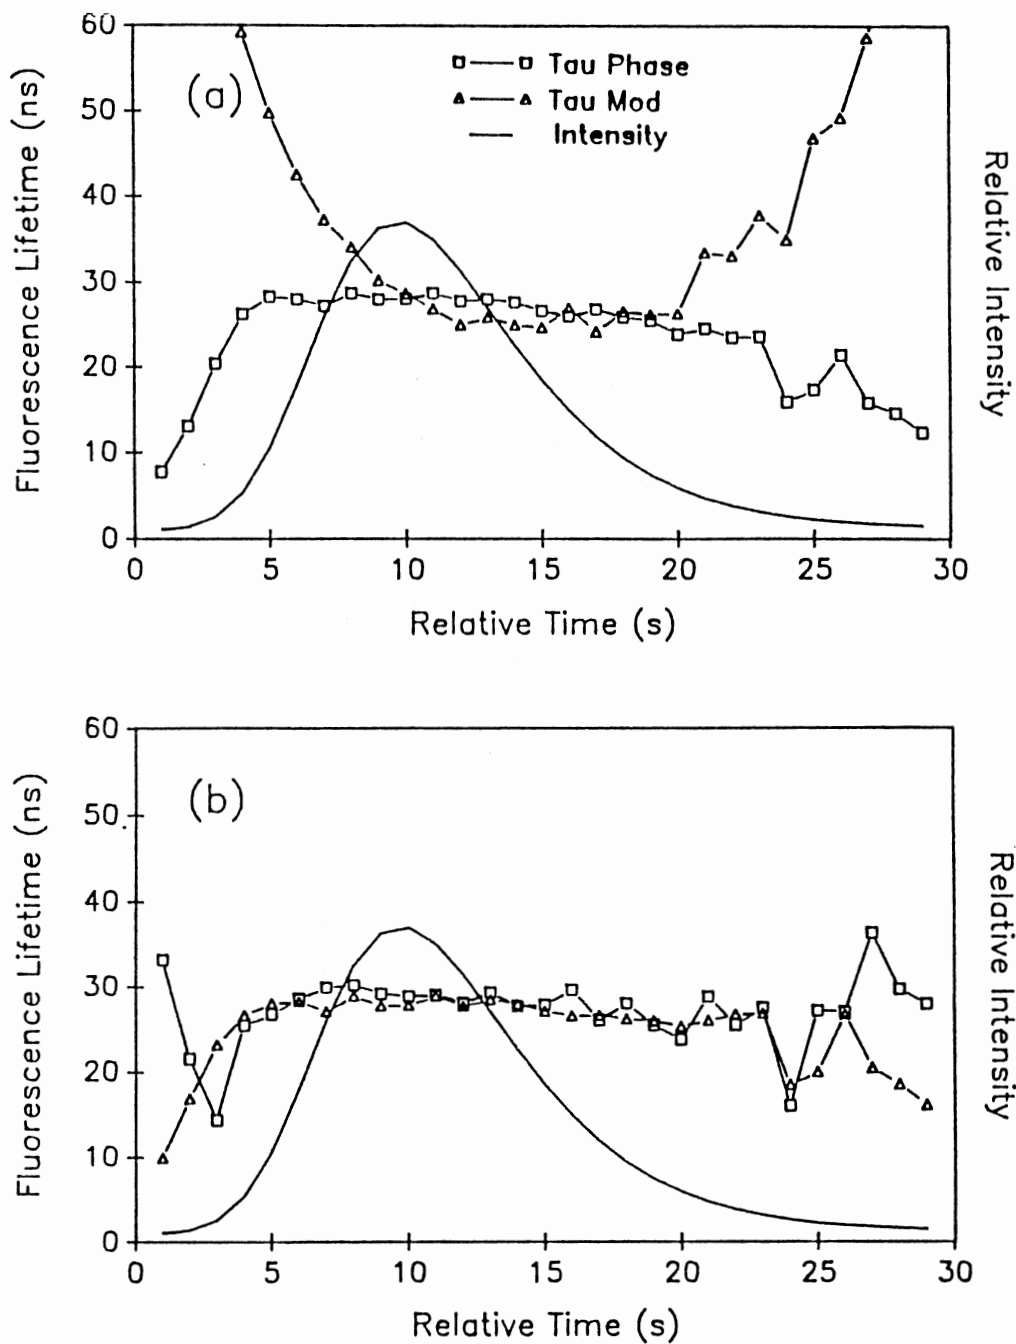 60
50
40
30
20
10
0
Fluorescence Lifetime (ns)
(a)
Tau Phase
Tau Mod
Intensity
Relative Intensity
0 5 10 15 20 25 30
Relative Time (s)
60
50
40
30
20
10
0
Fluorescence Lifetime (ns)
(b)
Relative Intensity
0 5 10 15 20 25 30
Relative Time (s)